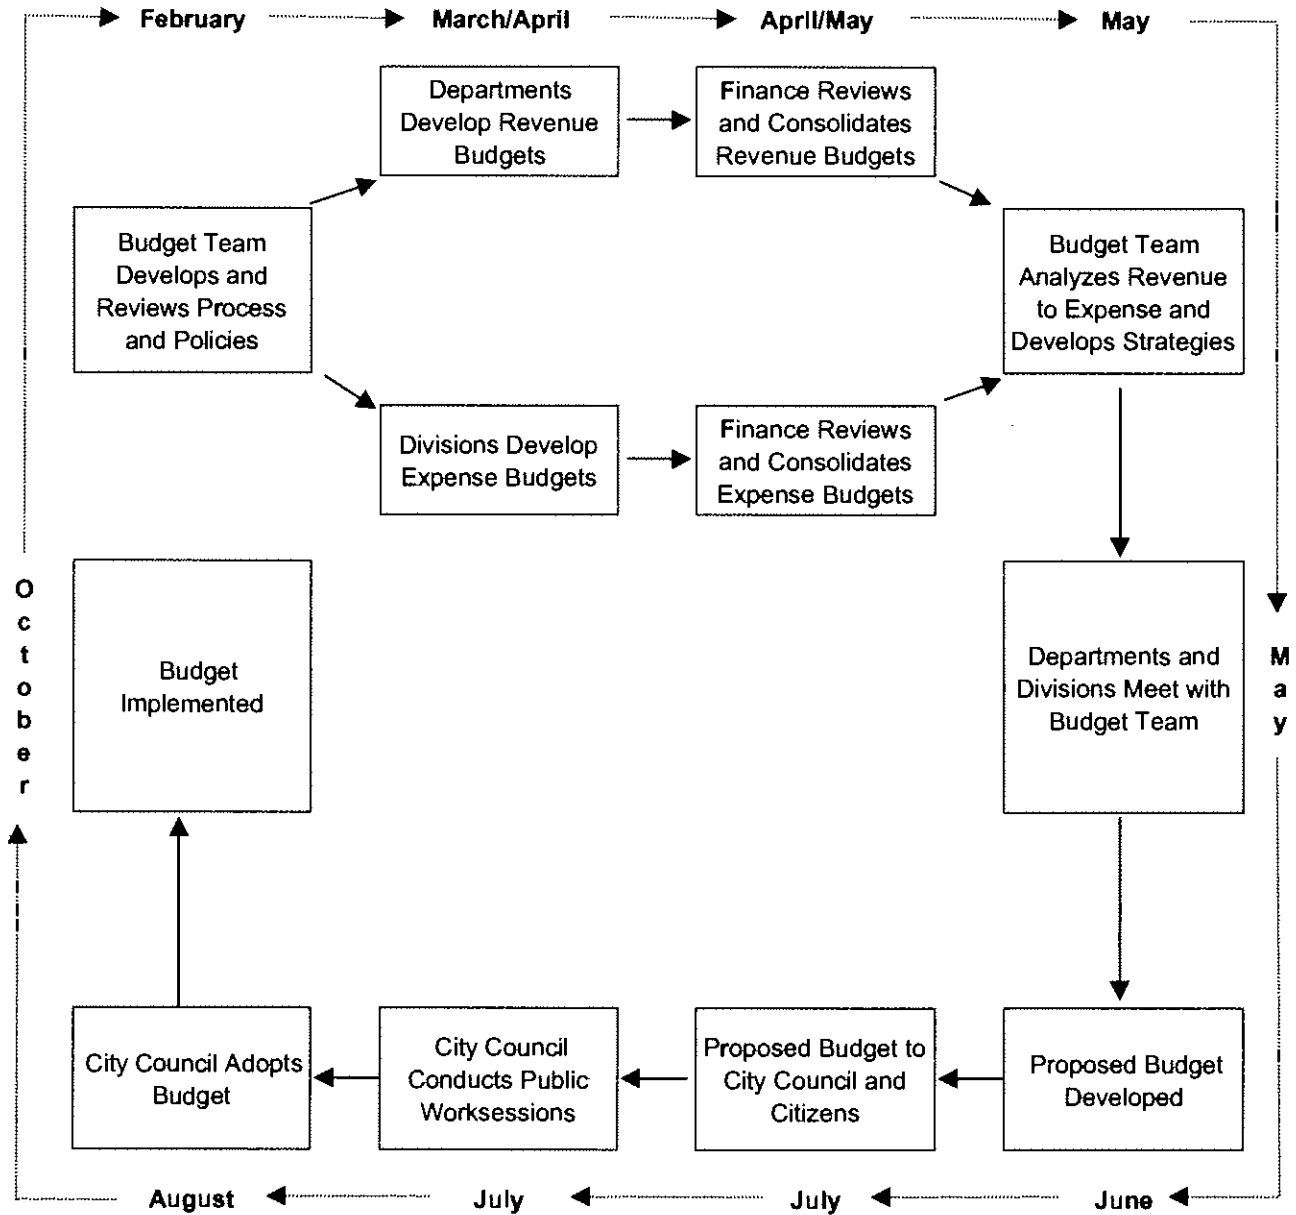 February
March/April
April/May
May
Departments
Develop Revenue
Budgets
Finance Reviews
and Consolidates
Revenue Budgets
Budget Team
Develops and
Reviews Process
and Policies
Budget Team
Analyzes Revenue
to Expense and
Develops Strategies
Divisions Develop
Expense Budgets
Finance Reviews
and Consolidates
Expense Budgets
October
Budget
Implemented
Departments and
Divisions Meet with
Budget Team
May
City Council Adopts
Budget
City Council
Conducts Public
Worksessions
Proposed Budget to
City Council and
Citizens
Proposed Budget
Developed
August
July
July
June